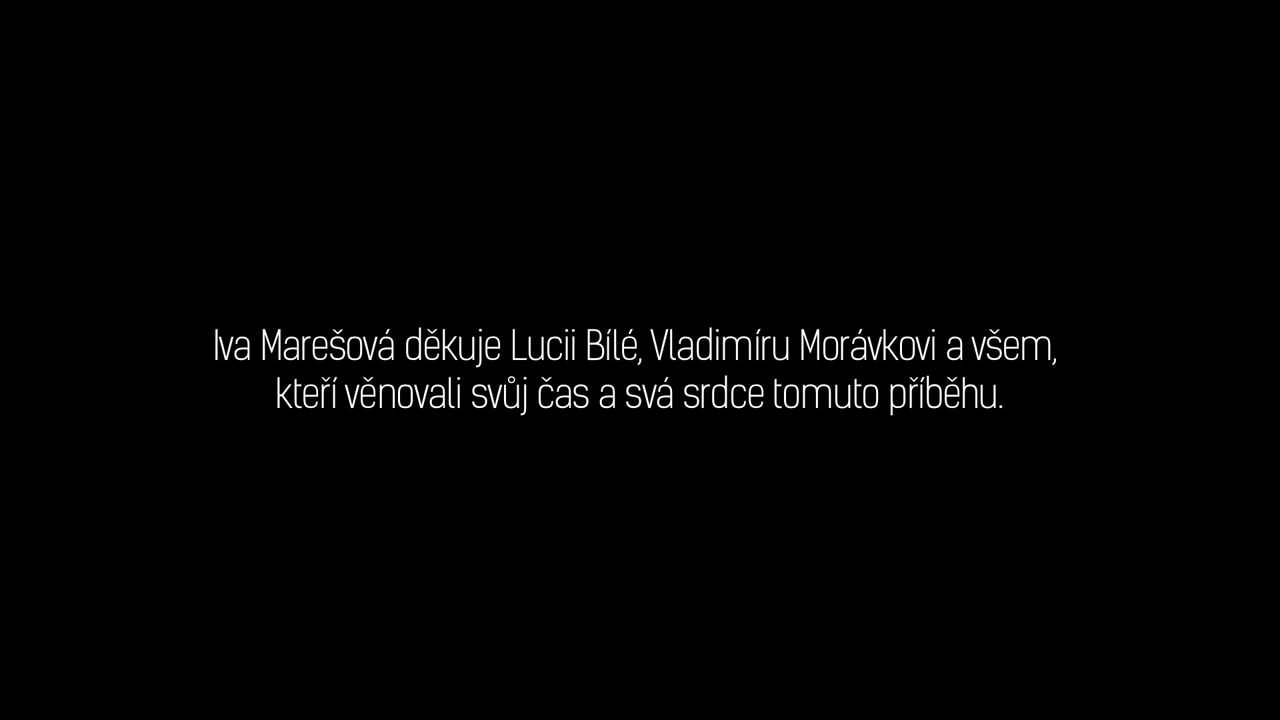 Iva Marešová děkuje Lucii Bílé, Vladimíru Morávkovi a všem,
kteří věnovali svůj čas a svá srdce tomuto příběhu.